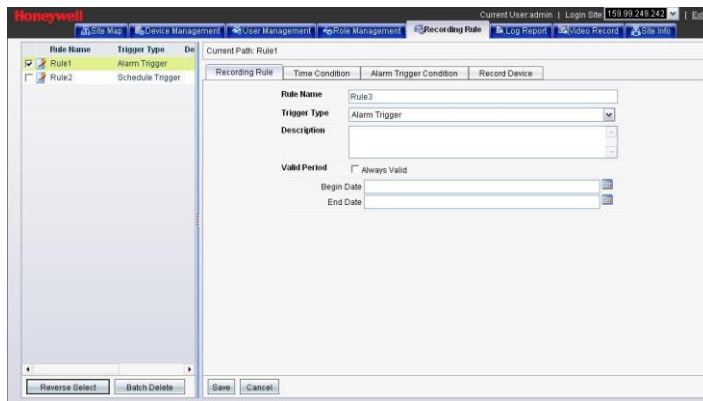 Honeywell
Current User:admin | Login Site 159.99.249.242 |
Site Map Device Management User Management Role Management Recording Rule Log Report Video Record Site Info
Rule Name Trigger Type De
Rule1 Alarm Trigger
Rule2 Schedule Trigger
Current Path: Rule1
Recording Rule Time Condition Alarm Trigger Condition Record Device
Rule Name Rule3
Trigger Type Alarm Trigger
Description
Valid Period Always Valid
Begin Date
End Date
Reverse Select Batch Delete Save Cancel